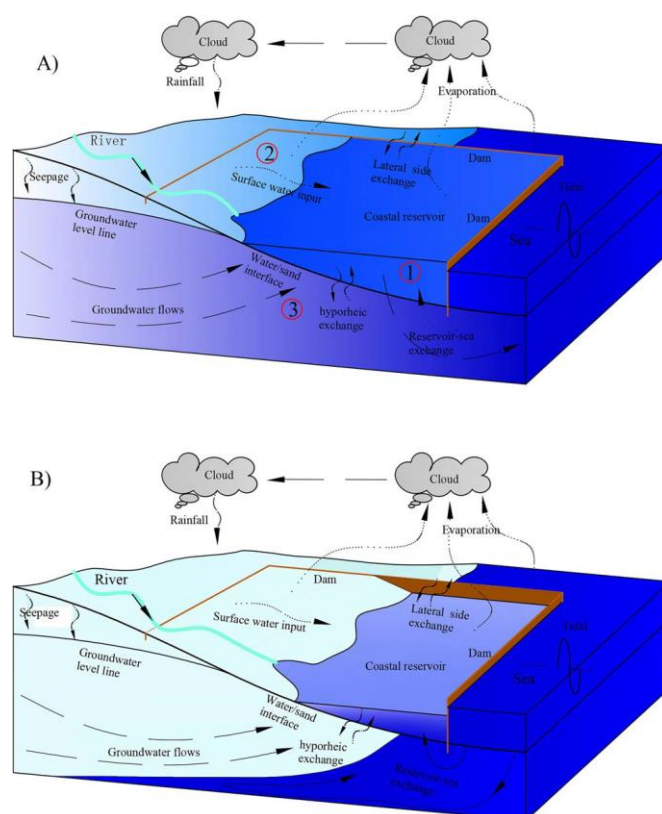 A)
Cloud
Cloud
Rainfall
Evaporation
River
②
Dam
Lateral side
exchange
Seepage
Surface water input
Coastal reservoir
Dam
Tube
Sea
Groundwater
level line
Water/sand
interface
①
Groundwater flows
③
hyporheic
exchange
Reservoir-sea
exchange
B)
Cloud
Cloud
Rainfall
Evaporation
River
Dam
Seepage
Surface water input
Lateral side
exchange
Coastal reservoir
Dam
Sea
Groundwater
level line
Water/sand
interface
Groundwater flows
hyporheic
exchange
Reservoir-sea
exchange